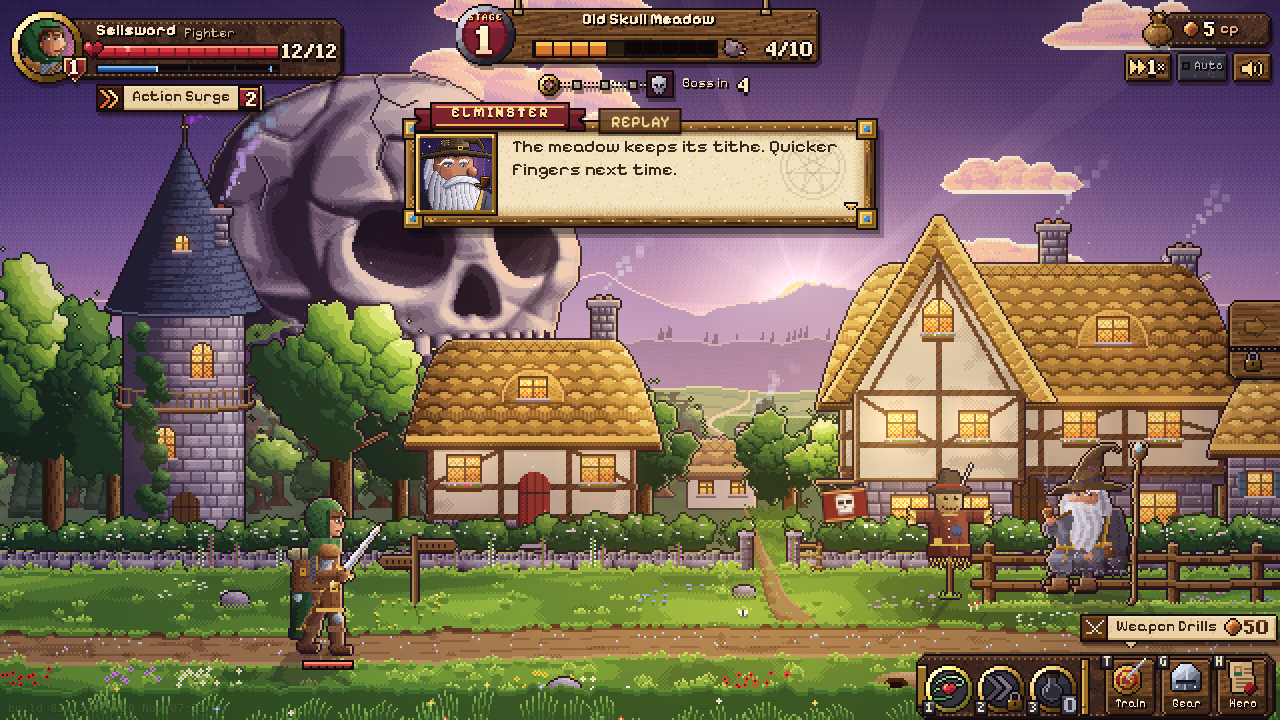 Sellsword Fighter
12/12
1
Action Surge 2
STAGE
1
Old Skull Meadow
4/10
Boss in 4
5 cp
1x
Auto
ELMINSTER
REPLAY
The meadow keeps its tithe. Quicker
fingers next time.
Weapon Drills 50
1
2
3
0
T
Train
G
Gear
H
Hero